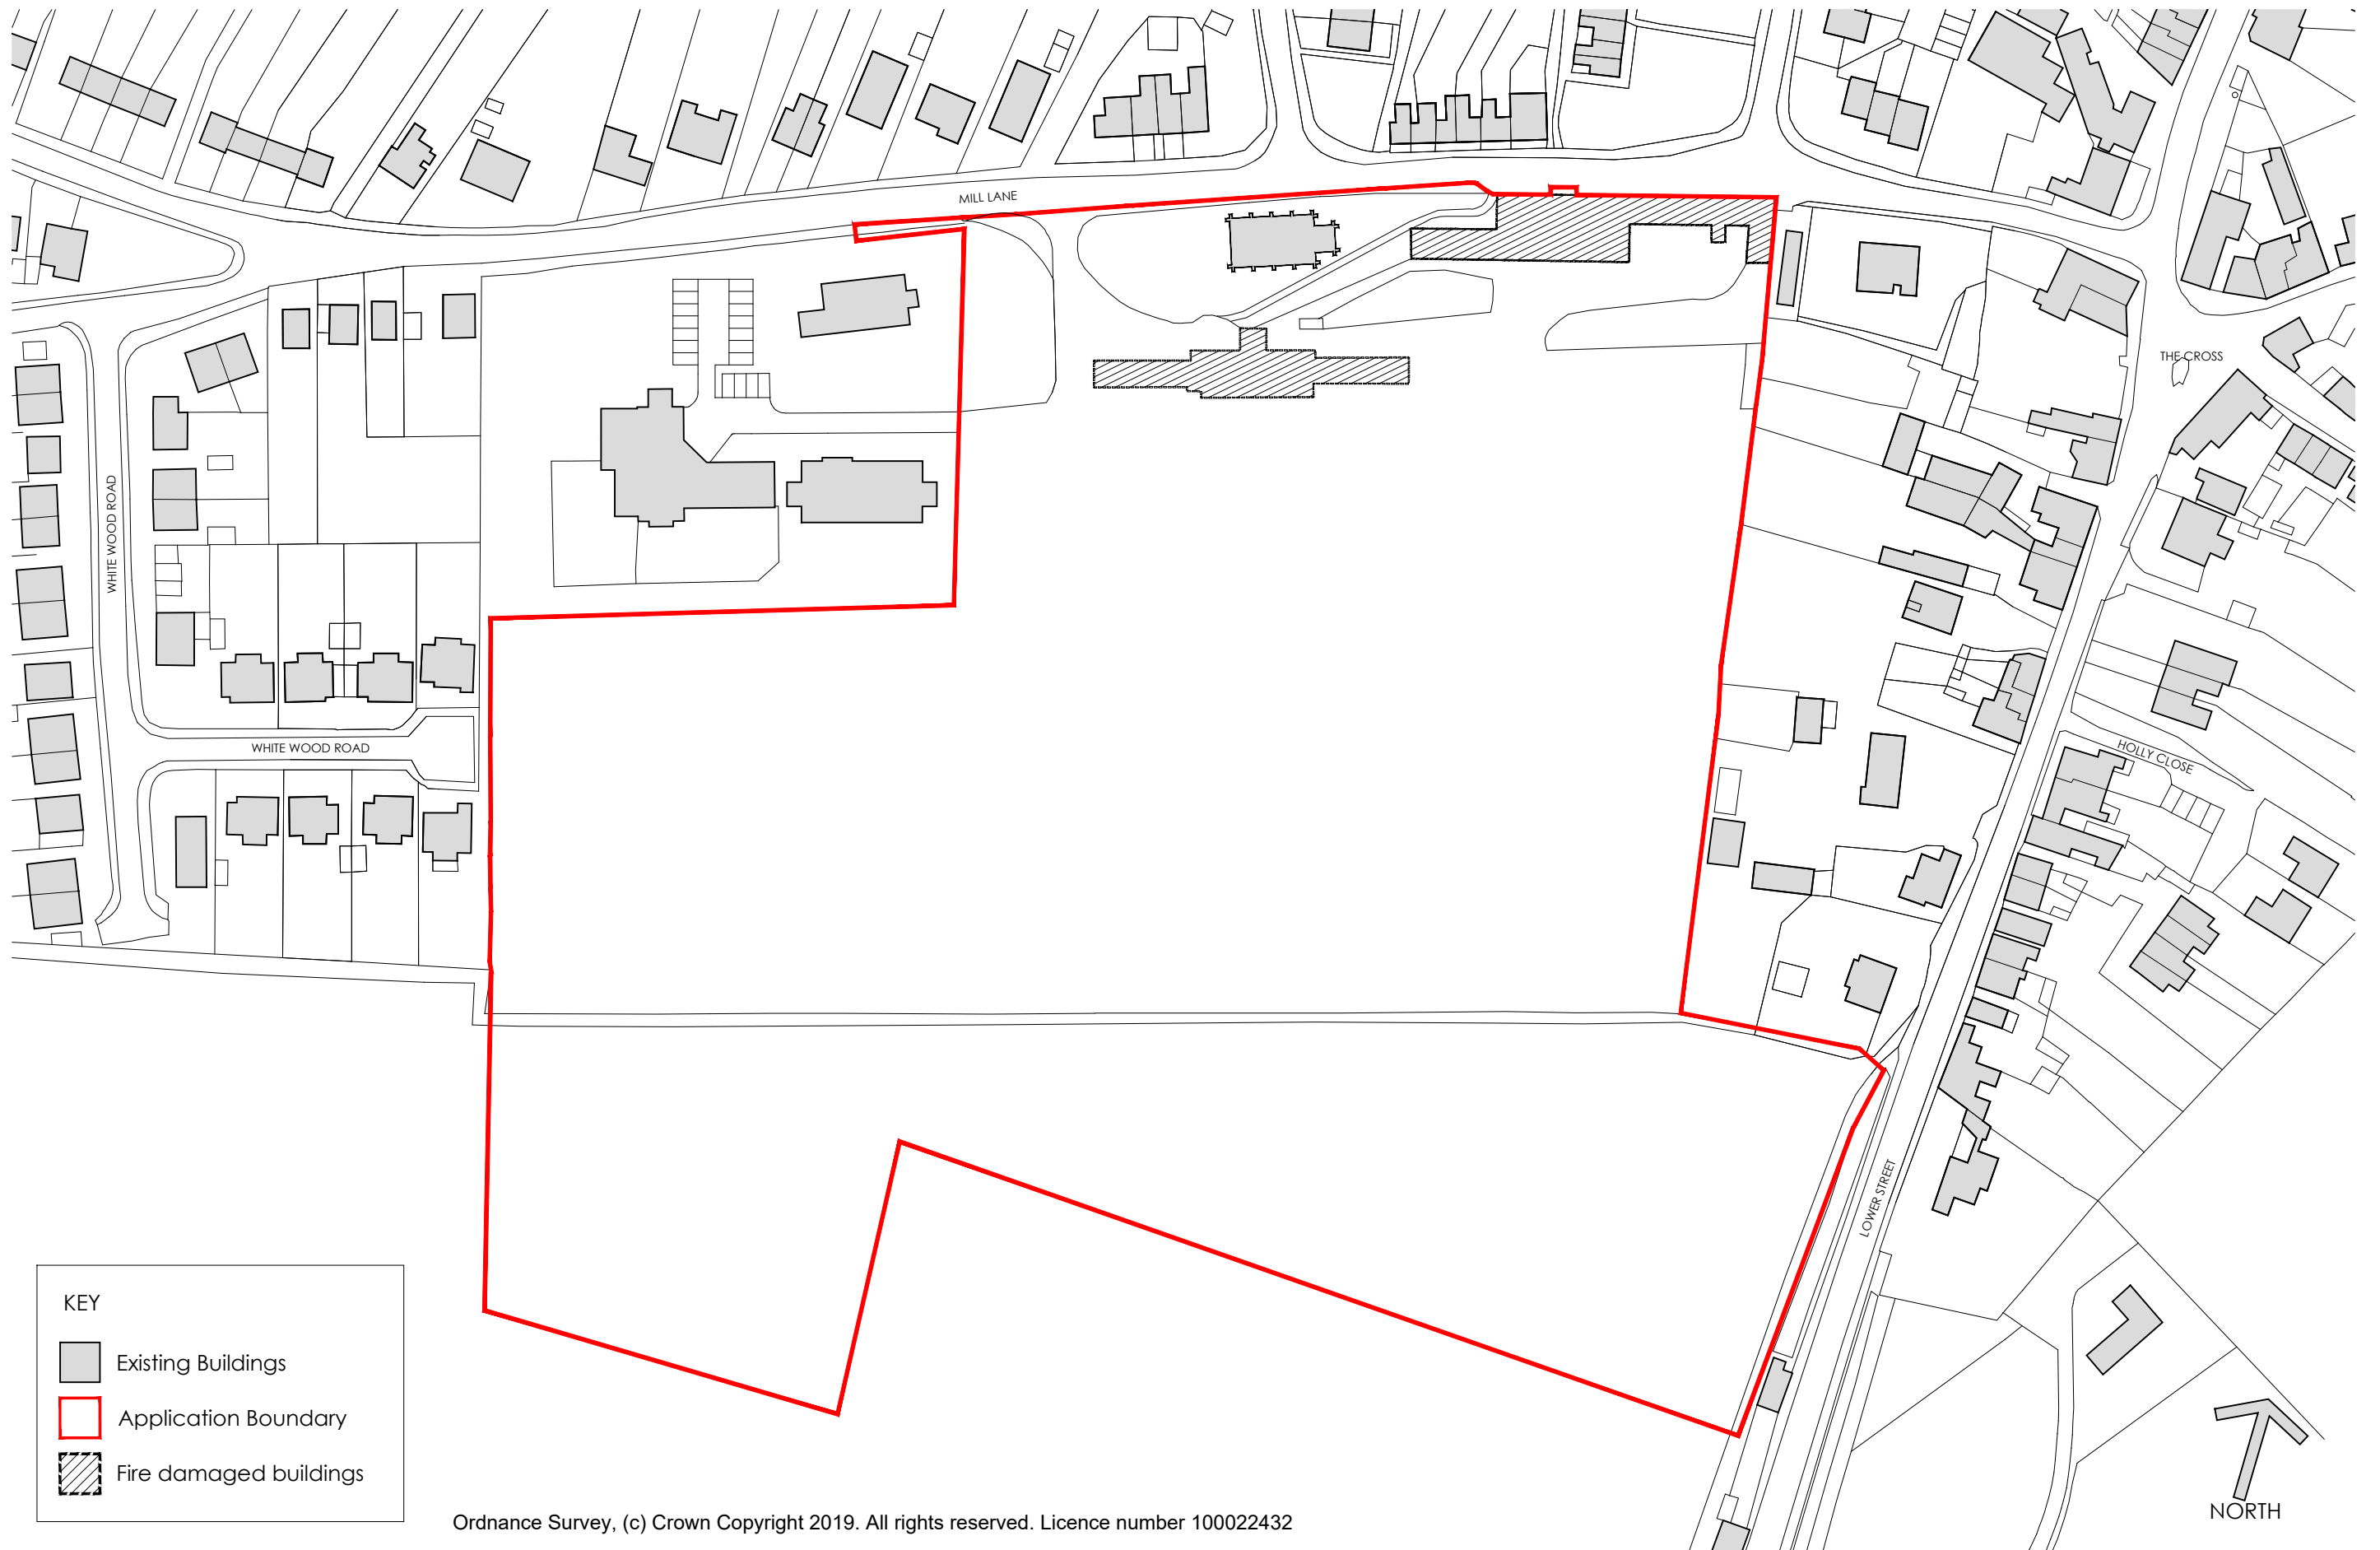 MILL LANE
THE CROSS
WHITE WOOD ROAD
WHITE WOOD ROAD
HOLLY CLOSE
LOWER STREET
KEY
Existing Buildings
Application Boundary
Fire damaged buildings
NORTH
Ordnance Survey, (c) Crown Copyright 2019. All rights reserved. Licence number 100022432